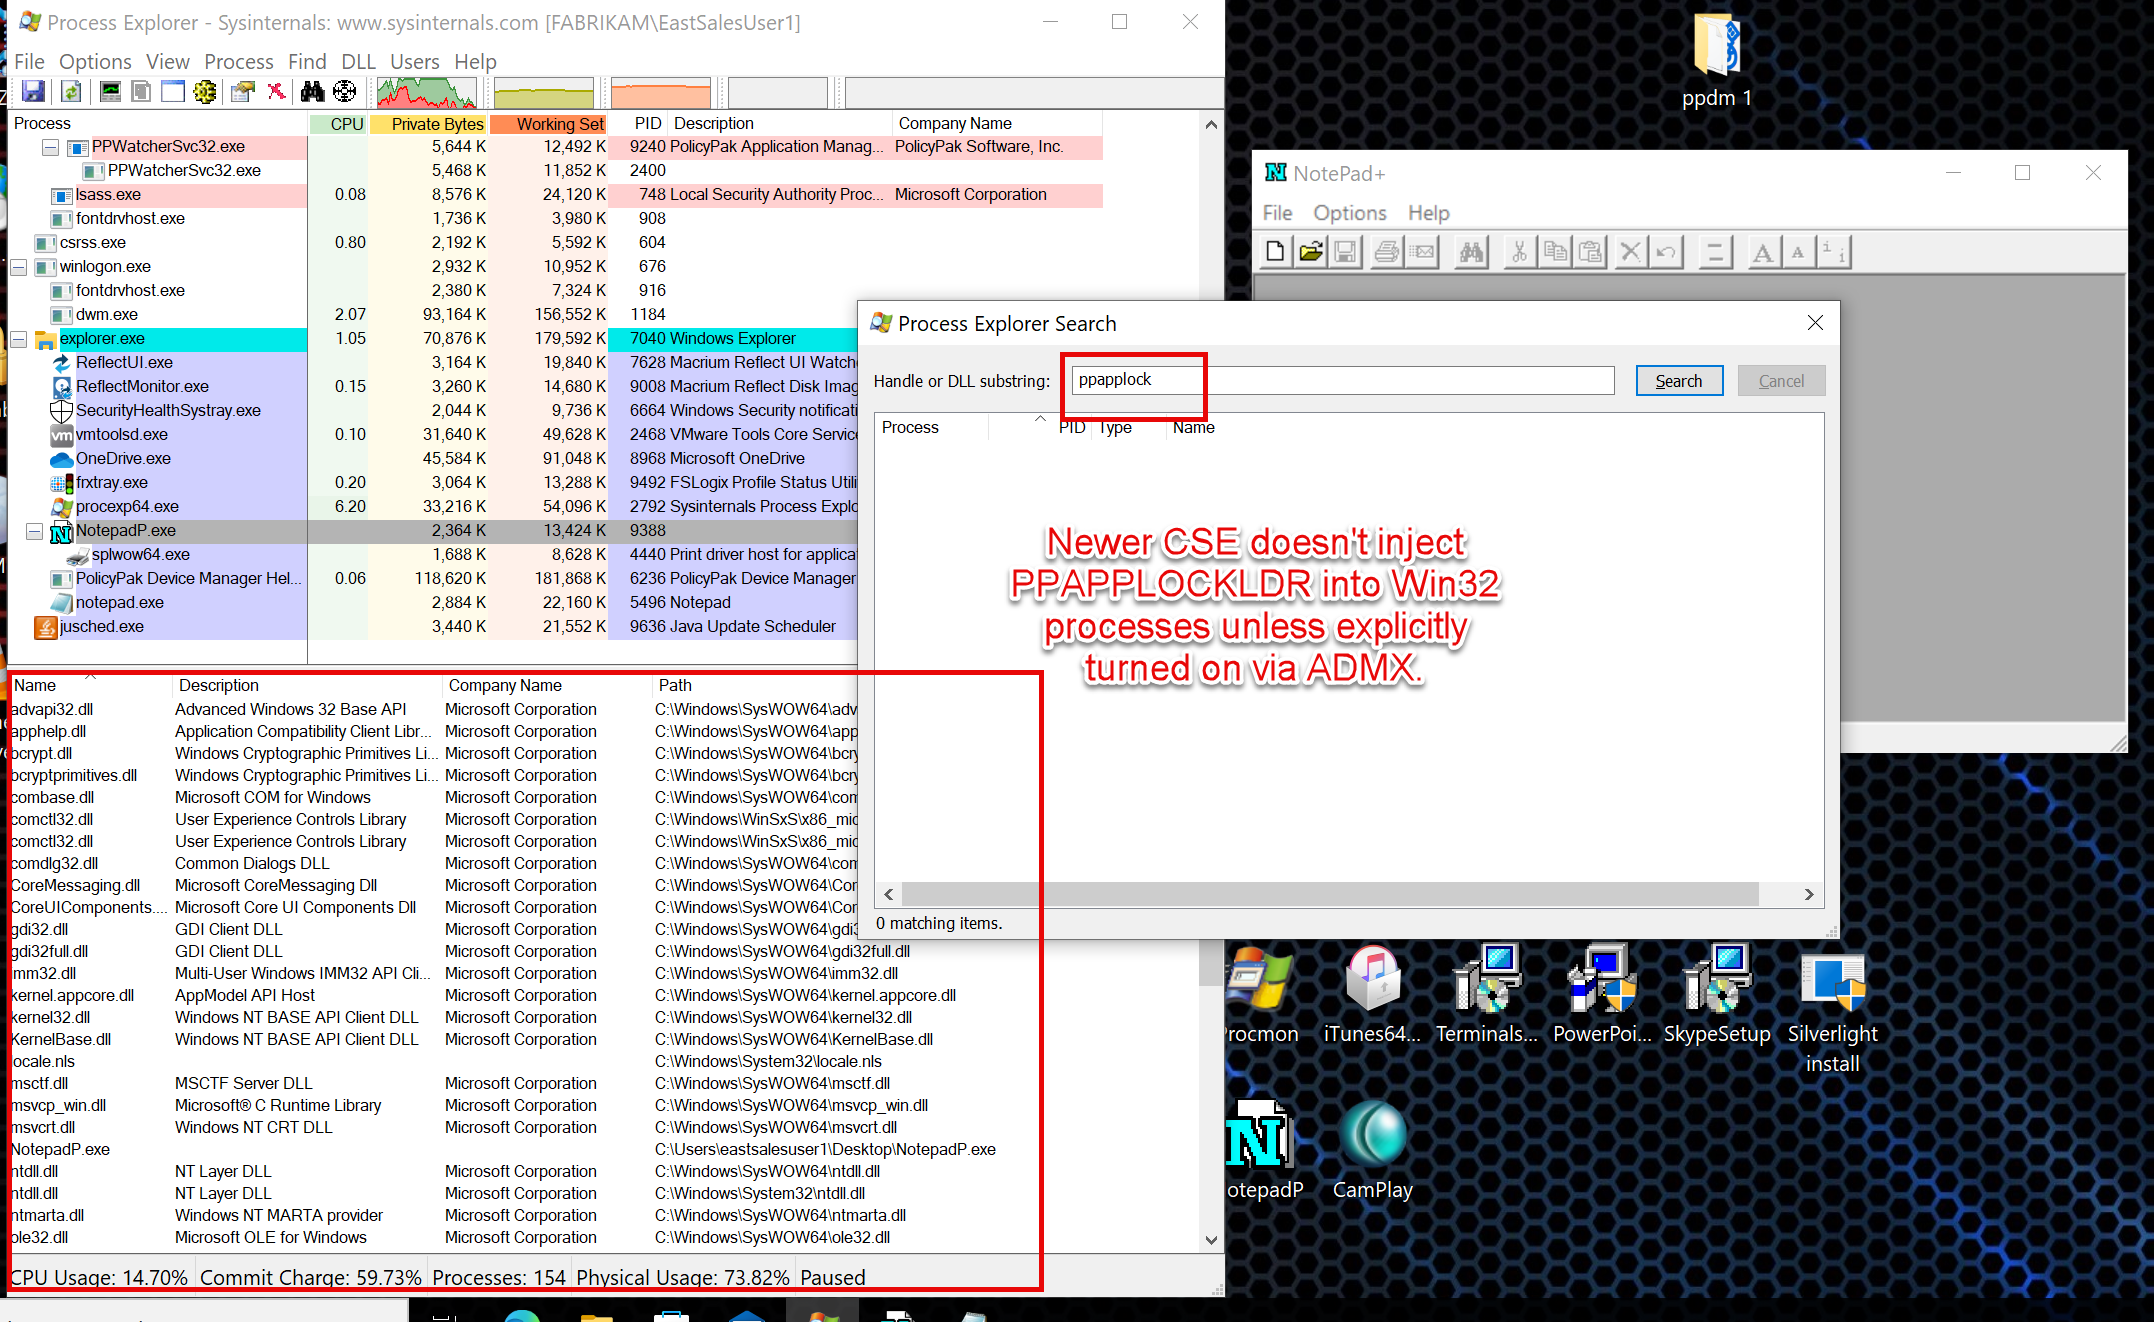 Process Explorer - Sysinternals: www.sysinternals.com [FABRIKAM\EastSalesUser1]
File Options View Process Find DLL Users Help
Process CPU Private Bytes Working Set PID Description Company Name
PPWatcherSvc32.exe 5,644 K 12,492 K 9240 PolicyPak Application Manag... PolicyPak Software, Inc.
PPWatcherSvc32.exe 5,468 K 11,852 K 2400
lsass.exe 0.08 8,576 K 24,120 K 748 Local Security Authority Proc... Microsoft Corporation
fontdrvhost.exe 1,736 K 3,980 K 908
csrss.exe 0.80 2,192 K 5,592 K 604
winlogon.exe 2,932 K 10,952 K 676
fontdrvhost.exe 2,380 K 7,324 K 916
dwm.exe 2.07 93,164 K 156,552 K 1184
explorer.exe 1.05 70,876 K 179,592 K 7040 Windows Explorer
ReflectUI.exe 3,164 K 19,840 K 7628 Macrium Reflect UI Watch
ReflectMonitor.exe 0.15 3,260 K 14,680 K 9008 Macrium Reflect Disk Imag
SecurityHealthSystray.exe 2,044 K 9,736 K 6664 Windows Security notificati
vm vmtoolsd.exe 0.10 31,640 K 49,628 K 2468 VMware Tools Core Service
OneDrive.exe 45,584 K 91,048 K 8968 Microsoft OneDrive
frxtray.exe 0.20 3,064 K 13,288 K 9492 FSLogix Profile Status Utili
procexp64.exe 6.20 33,216 K 54,096 K 2792 Sysinternals Process Explo
NotepadP.exe 2,364 K 13,424 K 9388
splwow64.exe 1,688 K 8,628 K 4440 Print driver host for applicat
PolicyPak Device Manager Hel... 0.06 118,620 K 181,868 K 6236 PolicyPak Device Manager
notepad.exe 2,884 K 22,160 K 5496 Notepad
jusched.exe 3,440 K 21,552 K 9636 Java Update Scheduler
Name Description Company Name Path
advapi32.dll Advanced Windows 32 Base API Microsoft Corporation C:\Windows\SysWOW64\adv
apphelp.dll Application Compatibility Client Libr... Microsoft Corporation C:\Windows\SysWOW64\app
bcrypt.dll Windows Cryptographic Primitives Li... Microsoft Corporation C:\Windows\SysWOW64\bcry
bcryptprimitives.dll Windows Cryptographic Primitives Li... Microsoft Corporation C:\Windows\SysWOW64\bcry
combase.dll Microsoft COM for Windows Microsoft Corporation C:\Windows\SysWOW64\com
comctl32.dll User Experience Controls Library Microsoft Corporation C:\Windows\WinSxS\x86_mic
comctl32.dll User Experience Controls Library Microsoft Corporation C:\Windows\WinSxS\x86_mic
comdlg32.dll Common Dialogs DLL Microsoft Corporation C:\Windows\SysWOW64\com
CoreMessaging.dll Microsoft CoreMessaging Dll Microsoft Corporation C:\Windows\SysWOW64\Cor
CoreUIComponents.... Microsoft Core UI Components Dll Microsoft Corporation C:\Windows\SysWOW64\Cor
gdi32.dll GDI Client DLL Microsoft Corporation C:\Windows\SysWOW64\gdi3
gdi32full.dll GDI Client DLL Microsoft Corporation C:\Windows\SysWOW64\gdi32full.dll
imm32.dll Multi-User Windows IMM32 API Cli... Microsoft Corporation C:\Windows\SysWOW64\imm32.dll
kernel.appcore.dll AppModel API Host Microsoft Corporation C:\Windows\SysWOW64\kernel.appcore.dll
kernel32.dll Windows NT BASE API Client DLL Microsoft Corporation C:\Windows\SysWOW64\kernel32.dll
KernelBase.dll Windows NT BASE API Client DLL Microsoft Corporation C:\Windows\SysWOW64\KernelBase.dll
locale.nls C:\Windows\System32\locale.nls
msctf.dll MSCTF Server DLL Microsoft Corporation C:\Windows\SysWOW64\msctf.dll
msvcp_win.dll Microsoft® C Runtime Library Microsoft Corporation C:\Windows\SysWOW64\msvcp_win.dll
msvcrt.dll Windows NT CRT DLL Microsoft Corporation C:\Windows\SysWOW64\msvcrt.dll
NotepadP.exe C:\Users\eastsalesuser1\Desktop\NotepadP.exe
ntdll.dll NT Layer DLL Microsoft Corporation C:\Windows\SysWOW64\ntdll.dll
ntdll.dll NT Layer DLL Microsoft Corporation C:\Windows\System32\ntdll.dll
ntmarta.dll Windows NT MARTA provider Microsoft Corporation C:\Windows\SysWOW64\ntmarta.dll
ole32.dll Microsoft OLE for Windows Microsoft Corporation C:\Windows\SysWOW64\ole32.dll
CPU Usage: 14.70% Commit Charge: 59.73% Processes: 154 Physical Usage: 73.82% Paused
ppdm 1
NotePad+
File Options Help
Process Explorer Search
Handle or DLL substring: ppapplock Search Cancel
Process PID Type Name
Newer CSE doesn't inject
PPAPPLOCKLDR into Win32
processes unless explicitly
turned on via ADMX.
0 matching items.
rocmon iTunes64... Terminals... PowerPoi... SkypeSetup Silverlight
install
otepadP CamPlay